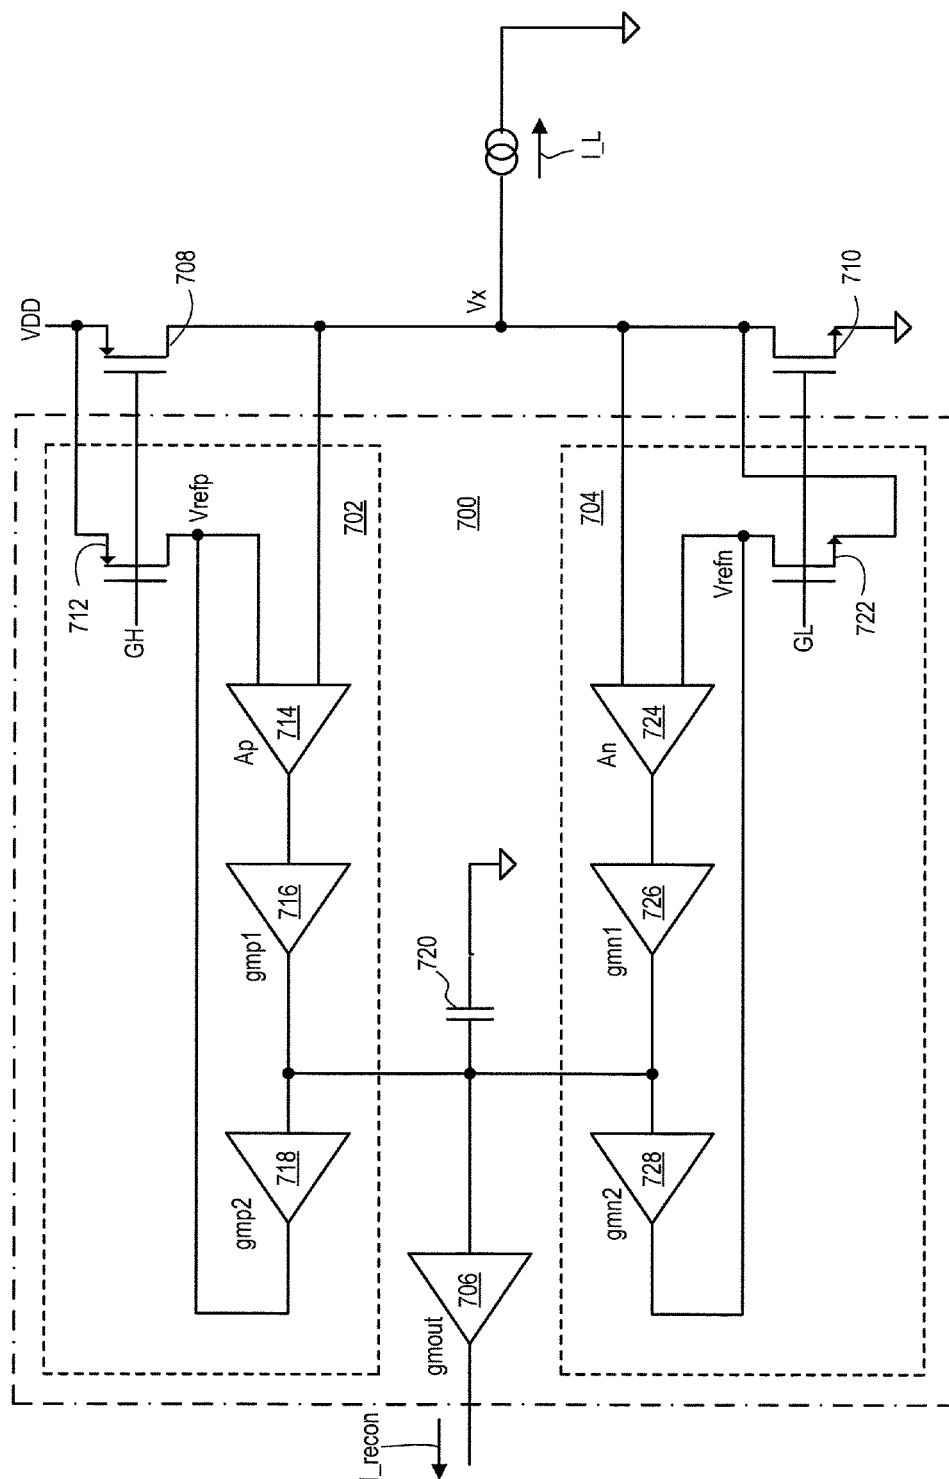 VDD
708
Vx
I_L
710
712
GH
Vrefp
702
700
704
Vrefn
GL
722
Ap
714
An
724
gmp1
716
720
gmn1
726
gmp2
718
gmn2
728
gmout
706
I_recon